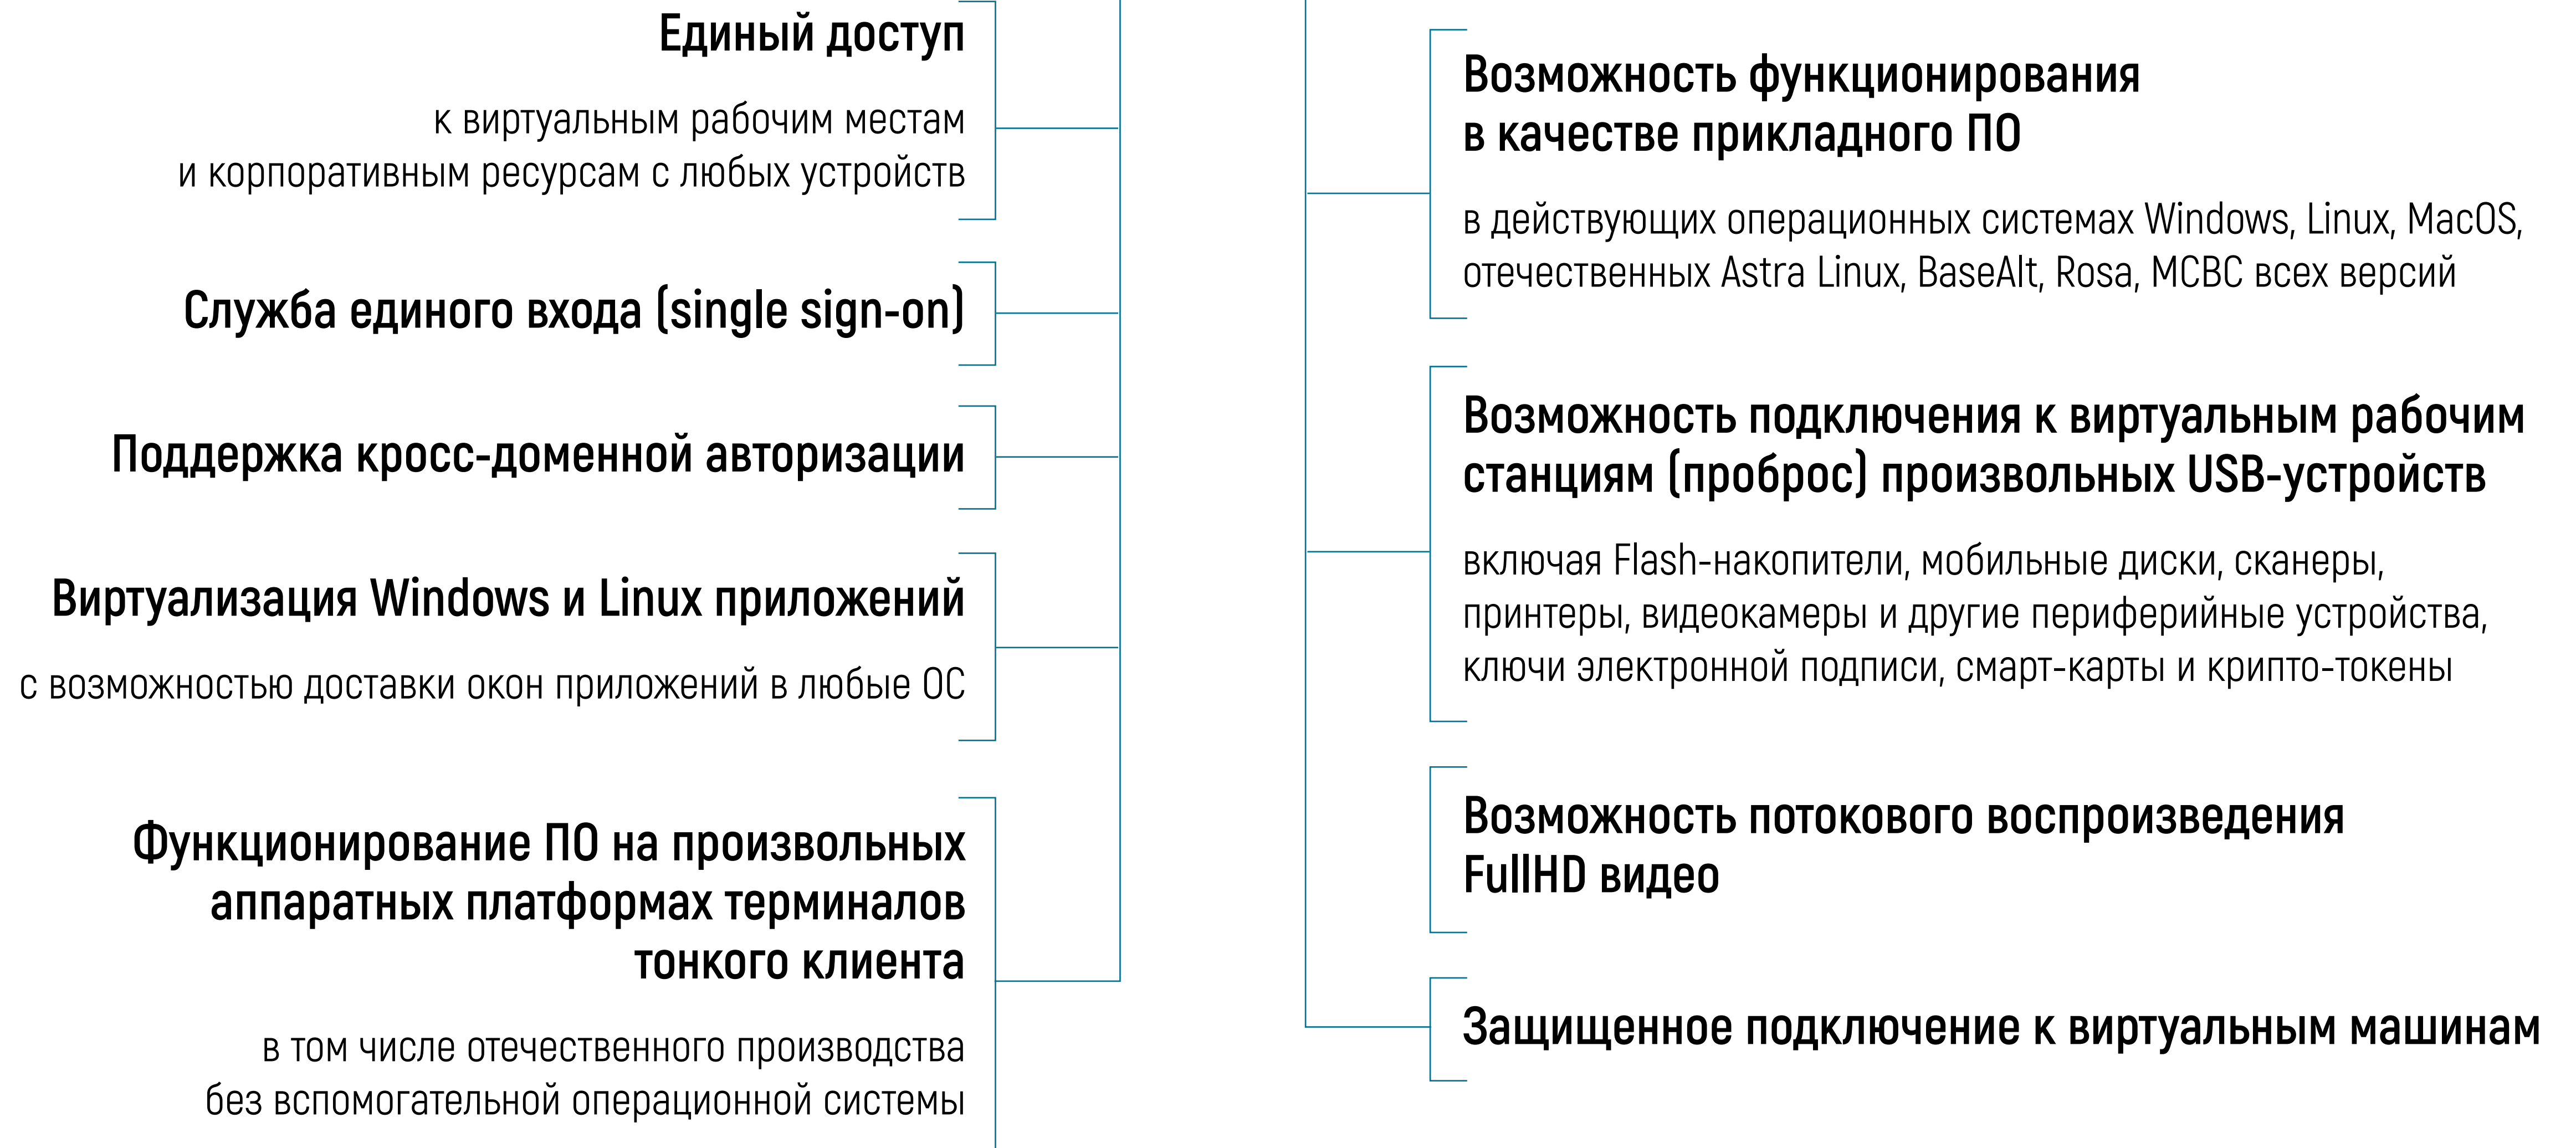 Единый доступ
к виртуальным рабочим местам
и корпоративным ресурсам с любых устройств
Служба единого входа (single sign-on)
Поддержка кросс-доменной авторизации
Виртуализация Windows и Linux приложений
с возможностью доставки окон приложений в любые ОС
Функционирование ПО на произвольных
аппаратных платформах терминалов
тонкого клиента
в том числе отечественного производства
без вспомогательной операционной системы
Возможность функционирования
в качестве прикладного ПО
в действующих операционных системах Windows, Linux, MacOS,
отечественных Astra Linux, BaseAlt, Rosa, МСВС всех версий
Возможность подключения к виртуальным рабочим
станциям (проброс) произвольных USB-устройств
включая Flash-накопители, мобильные диски, сканеры,
принтеры, видеокамеры и другие периферийные устройства,
ключи электронной подписи, смарт-карты и крипто-токены
Возможность потокового воспроизведения
FullHD видео
Защищенное подключение к виртуальным машинам